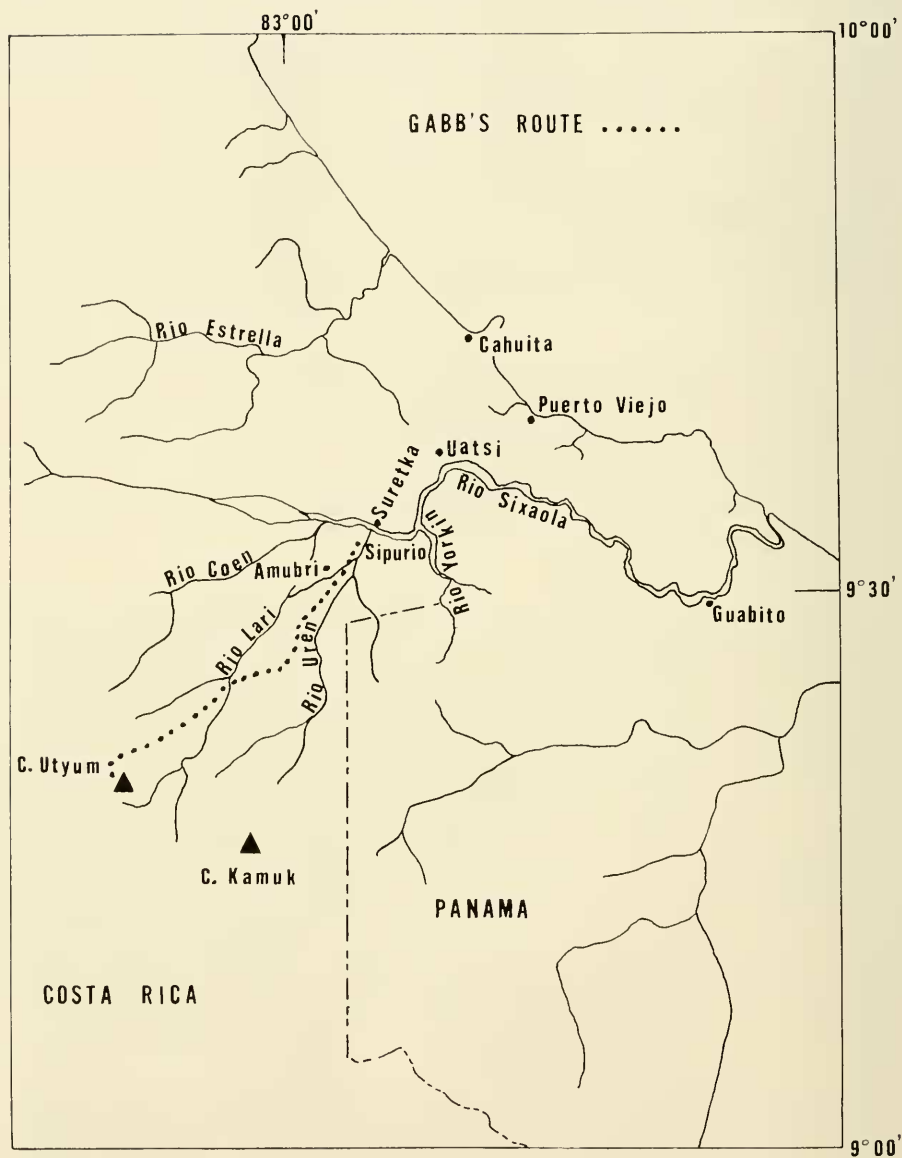 83°00'
10°00'
GABB'S ROUTE ......
Rio Estrella
Cahuita
Puerto Viejo
Uatsi
Suretka
Rio Sixaola
Sipurio
Rio Yorkin
Rio Coen
Amubri
9°30'
Guabito
Rio Lari
Rio Uren
C. Utyum
C. Kamuk
PANAMA
COSTA RICA
9°00'